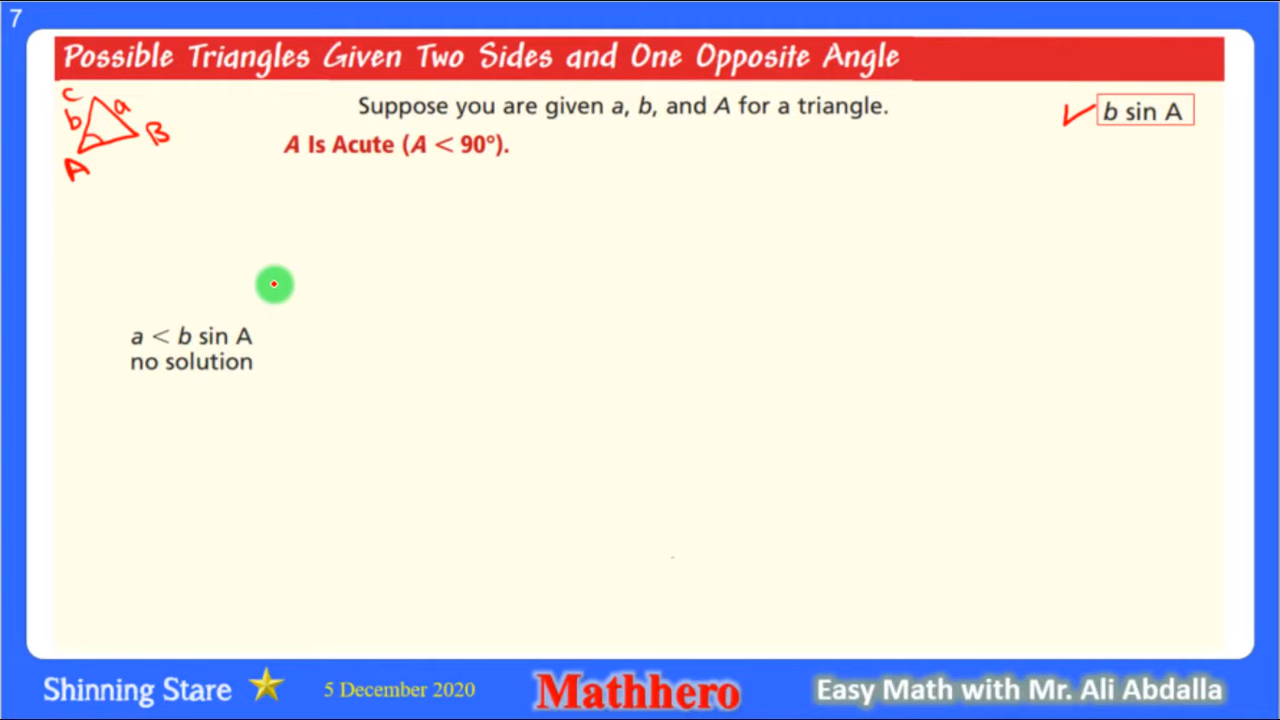 7
Possible Triangles Given Two Sides and One Opposite Angle
Suppose you are given a, b, and A for a triangle.
b sin A
A Is Acute (A < 90°).
C
a
b
B
A
a < b sin A
no solution
Shinning Stare
5 December 2020
Mathhero
Easy Math with Mr. Ali Abdalla